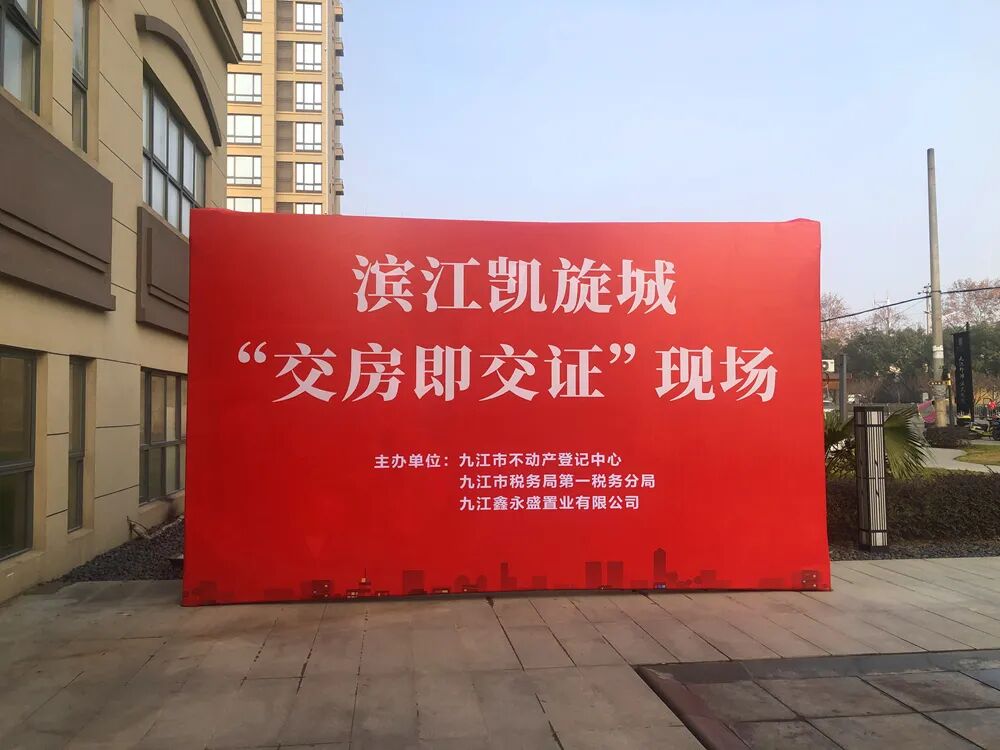 滨江凯旋城
“交房即交证”现场
主办单位：九江市不动产登记中心
九江市税务局第一税务分局
九江鑫永盛置业有限公司